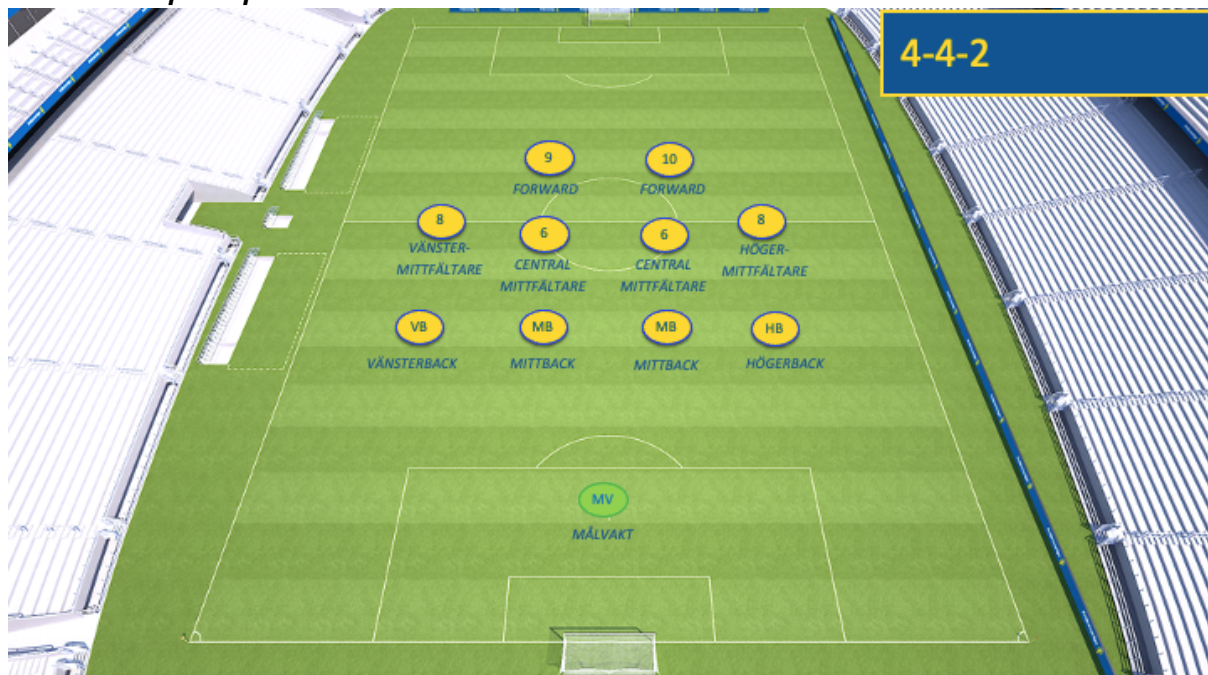 4-4-2
9
10
FORWARD
FORWARD
8
6
6
8
VÄNSTER-
MITTFÄLTARE
CENTRAL
MITTFÄLTARE
CENTRAL
MITTFÄLTARE
HÖGER-
MITTFÄLTARE
VB
MB
MB
HB
VÄNSTERBACK
MITTBACK
MITTBACK
HÖGERBACK
MV
MÅLVAKT